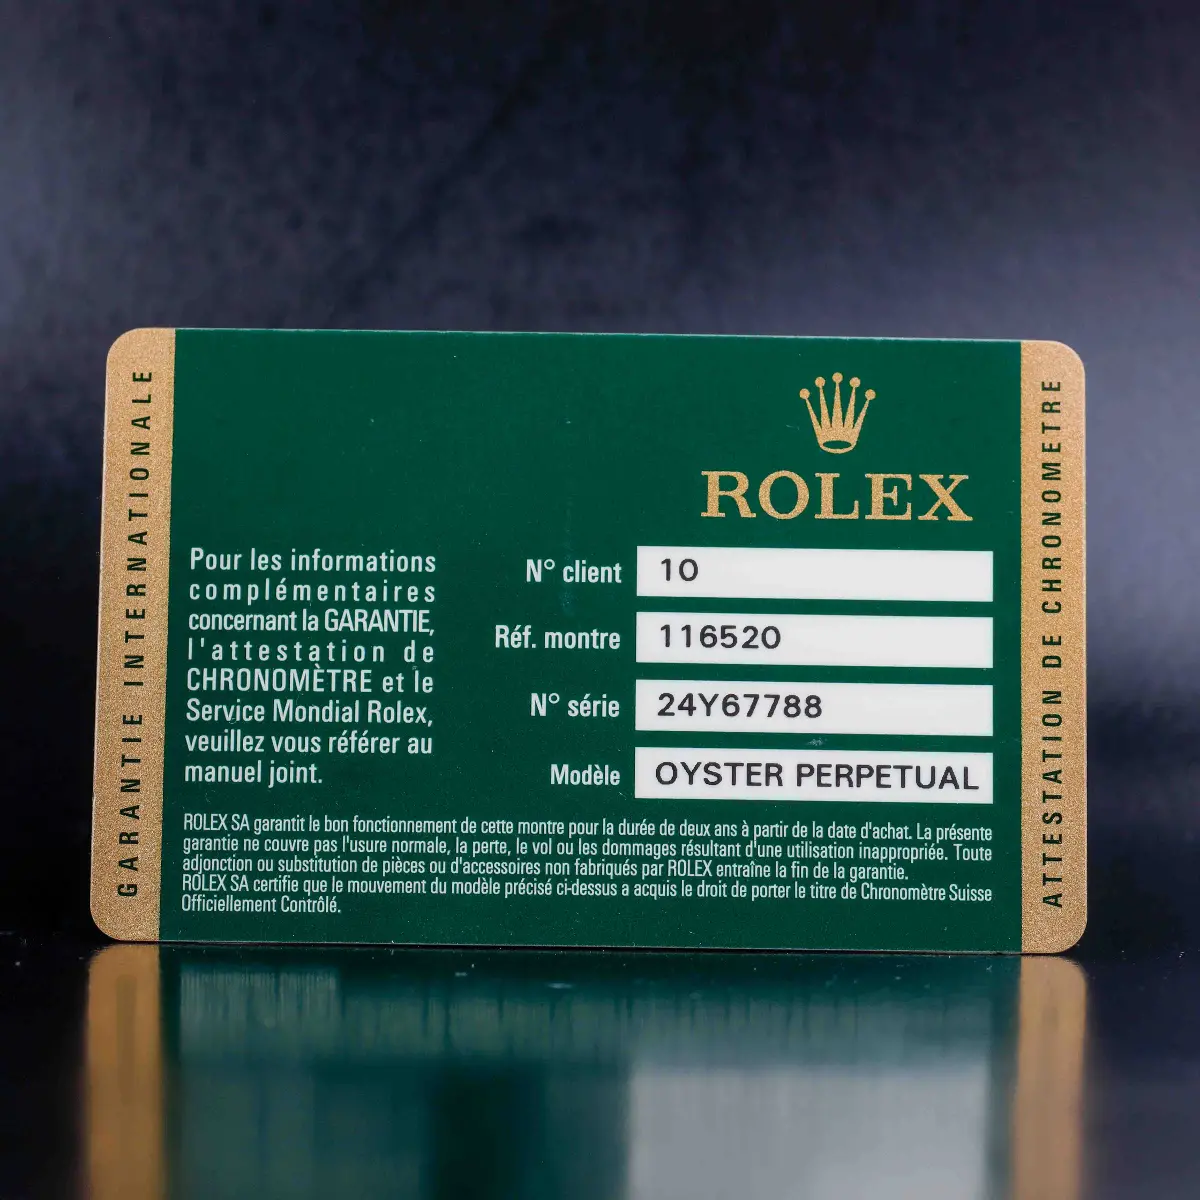 GARANTIE INTERNATIONALE
ROLEX
Pour les informations
complémentaires
concernant la GARANTIE,
l'attestation de
CHRONOMÈTRE et le
Service Mondial Rolex,
veuillez vous référer au
manuel joint.
N° client 10
Réf. montre 116520
N° série 24Y67788
Modèle OYSTER PERPETUAL
ROLEX SA garantit le bon fonctionnement de cette montre pour la durée de deux ans à partir de la date d'achat. La présente
garantie ne couvre pas l'usure normale, la perte, le vol ou les dommages résultant d'une utilisation inappropriée. Toute
adjonction ou substitution de pièces ou d'accessoires non fabriqués par ROLEX entraîne la fin de la garantie.
ROLEX SA certifie que le mouvement du modèle précisé ci-dessus a acquis le droit de porter le titre de Chronomètre Suisse
Officiellement Contrôlé.
ATTESTATION DE CHRONOMETRE